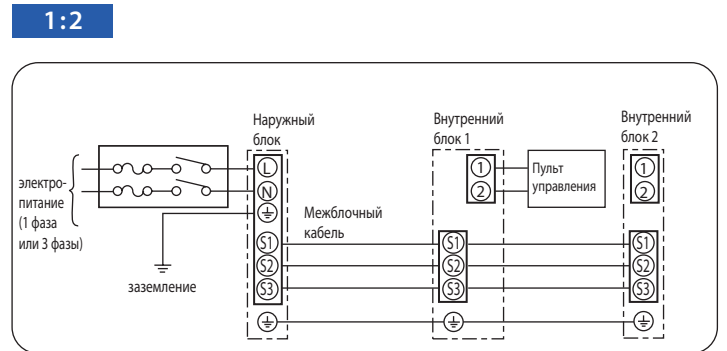 1:2
Наружный
блок
Внутренний
блок 1
Внутренний
блок 2
электро-
питание
(1 фаза
или 3 фазы)
L
N
S1
S2
S3
заземление
Межблочный
кабель
1
2
S1
S2
S3
Пульт
управления
1
2
S1
S2
S3